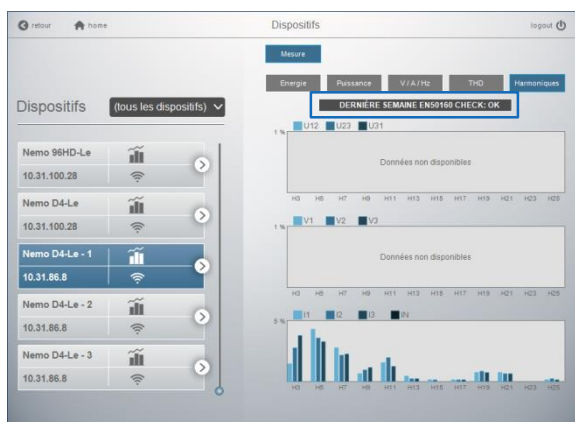 retour home Dispositifs logout
Mesure
Energie Puissance V / A / Hz THD Harmoniques
Dispositifs (tous les dispositifs)
DERNIÈRE SEMAINE EN50160 CHECK: OK
U12 U23 U31
1 %
Données non disponibles
H3 H5 H7 H9 H11 H13 H15 H17 H19 H21 H23 H25
V1 V2 V3
1 %
Données non disponibles
H3 H5 H7 H9 H11 H13 H15 H17 H19 H21 H23 H25
I1 I2 I3 IN
5 %
H3 H5 H7 H9 H11 H13 H15 H17 H19 H21 H23 H25
Nemo 96HD-Le
10.31.100.28
Nemo D4-Le
10.31.100.28
Nemo D4-Le - 1
10.31.86.8
Nemo D4-Le - 2
10.31.86.8
Nemo D4-Le - 3
10.31.86.8